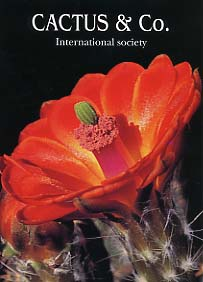 CACTUS & Co.
International society